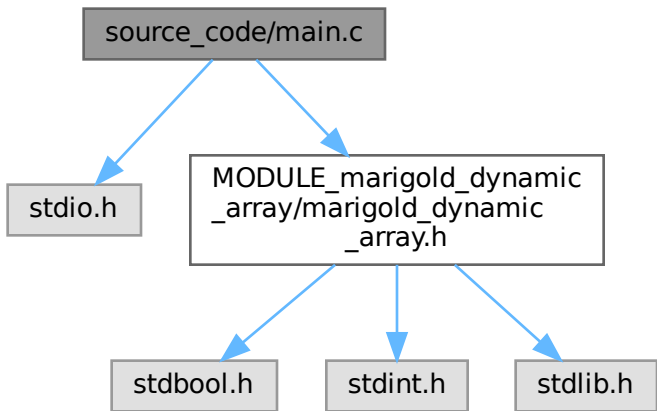 source_code/main.c
stdio.h
MODULE_marigold_dynamic
_array/marigold_dynamic
_array.h
stdbool.h
stdint.h
stdlib.h